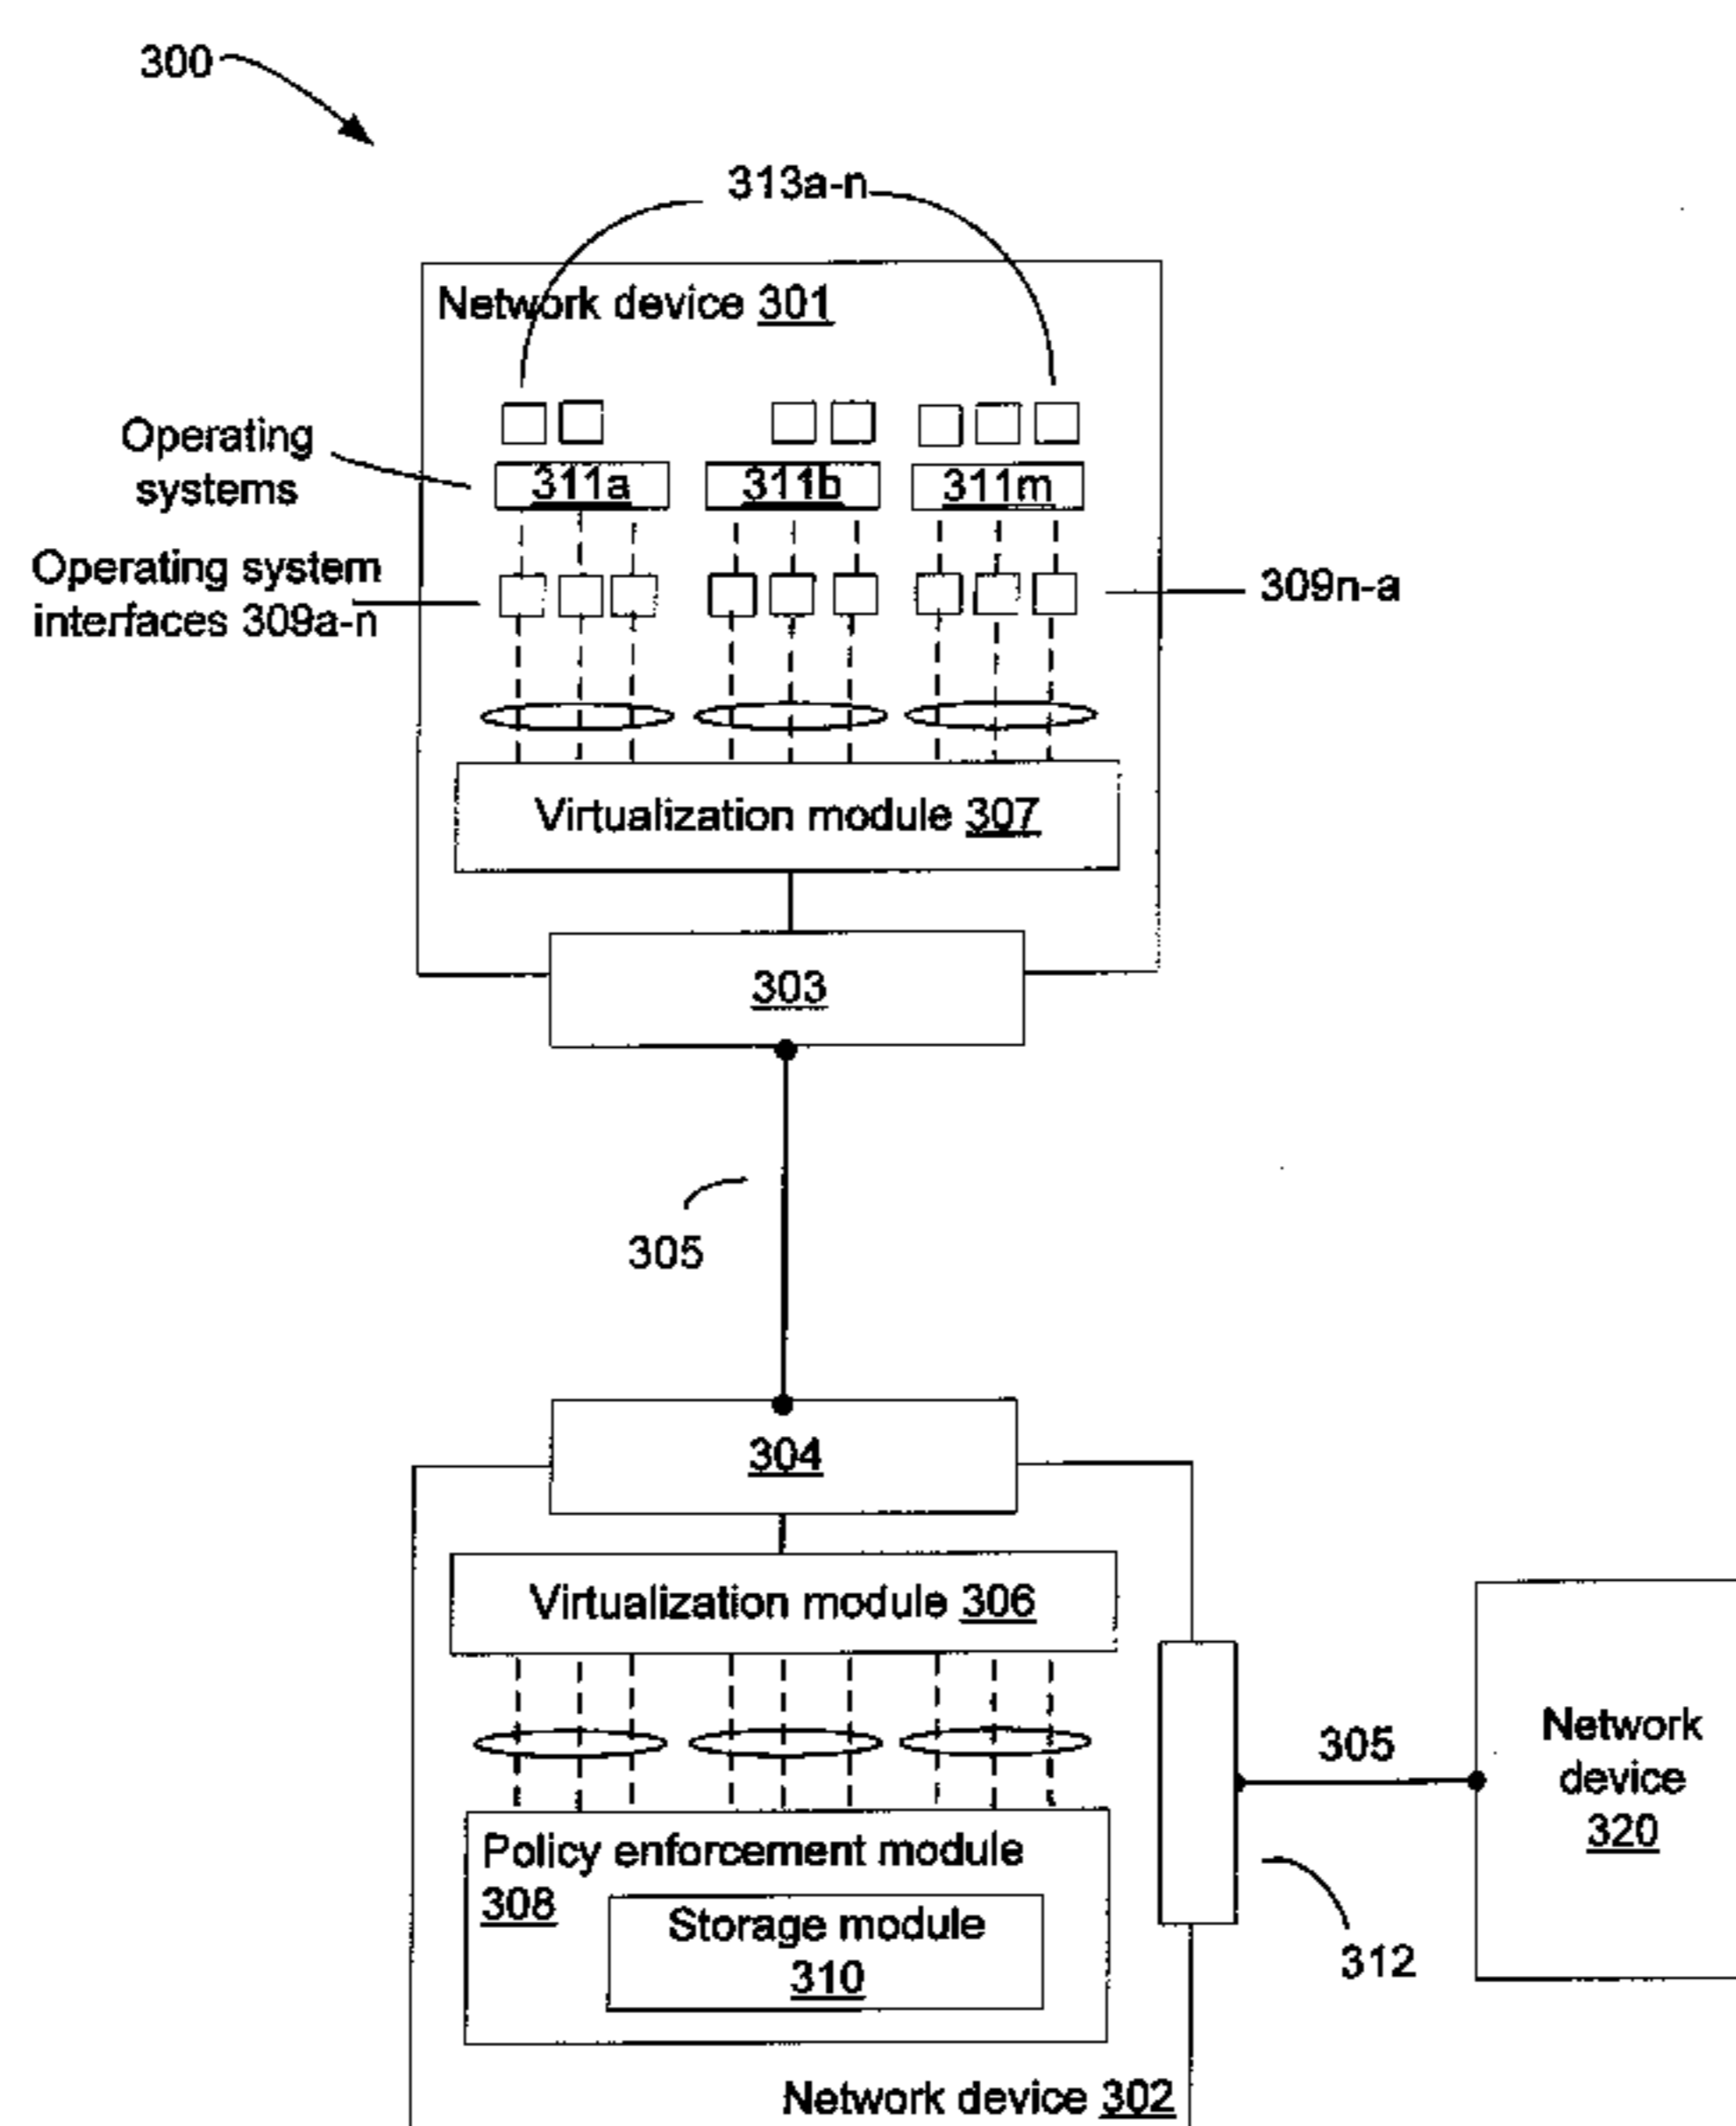 300
313a-n
Network device 301
Operating
systems
311a
311b
311m
Operating system
interfaces 309a-n
309n-a
Virtualization module 307
303
305
304
Virtualization module 306
305
Network
device
320
Policy enforcement module
308
Storage module
310
312
Network device 302